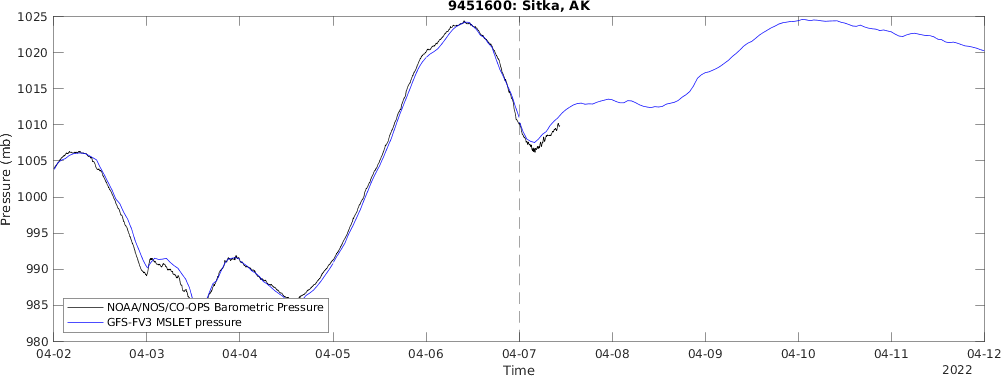 9451600: Sitka, AK
Pressure (mb)
1025
1020
1015
1010
1005
1000
995
990
985
980
NOAA/NOS/CO-OPS Barometric Pressure
GFS-FV3 MSLET pressure
04-02 04-03 04-04 04-05 04-06 04-07 04-08 04-09 04-10 04-11 04-12
Time
2022